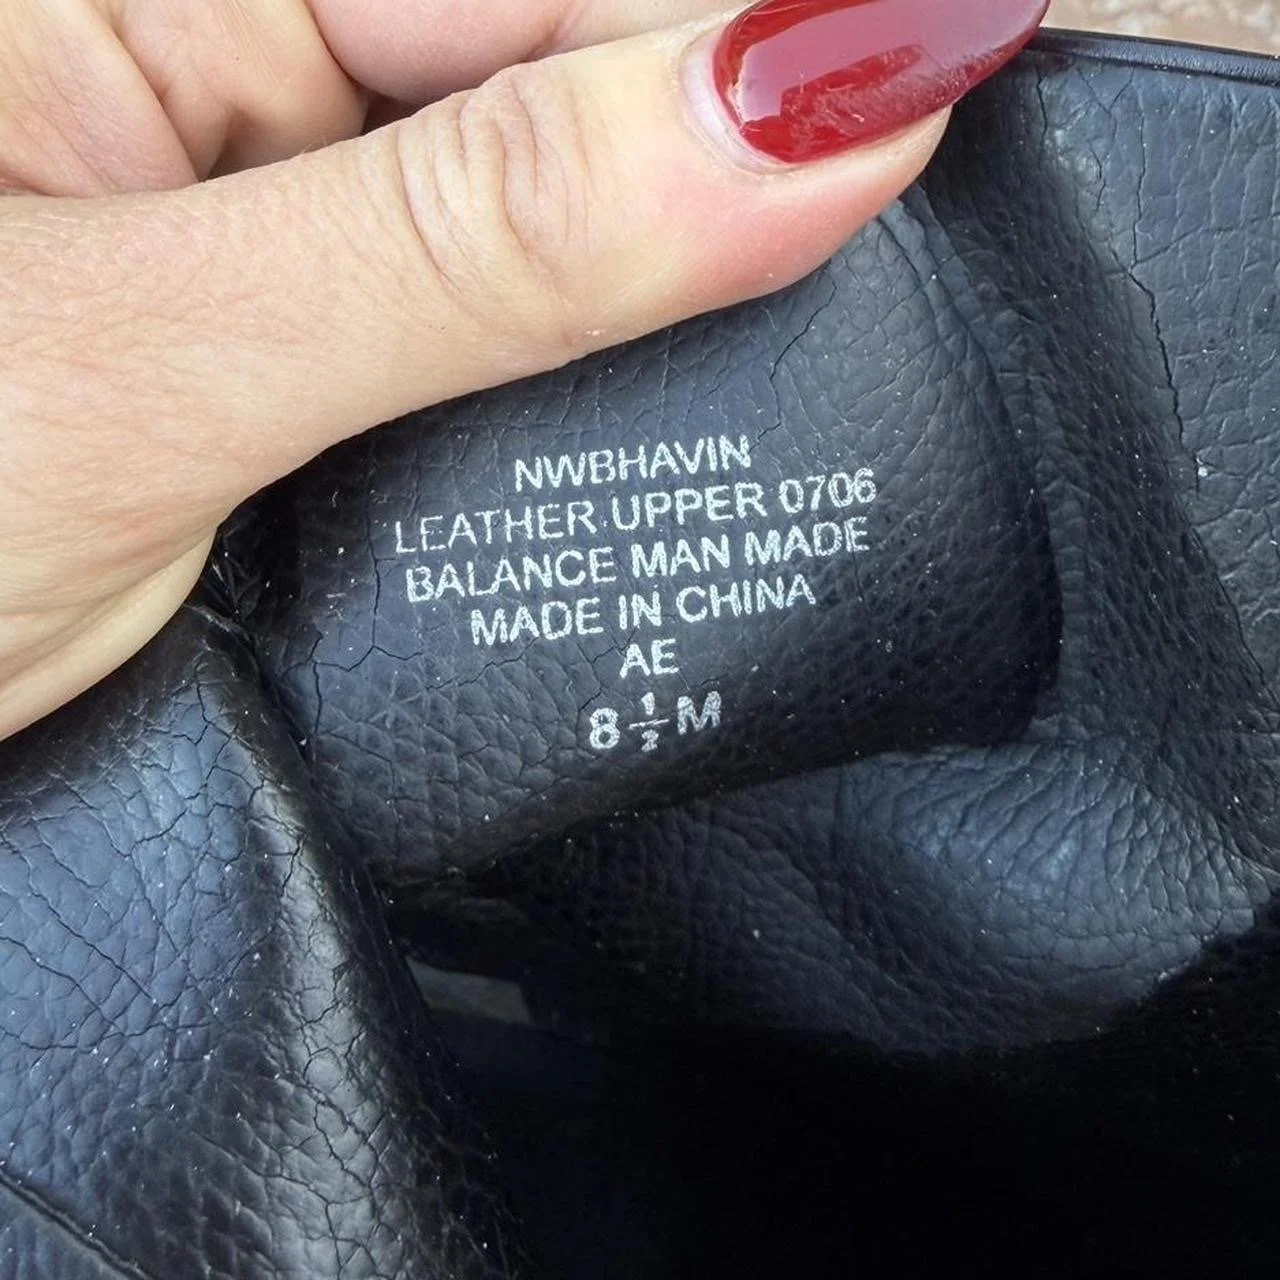 NWBHAVIN
LEATHER UPPER 0706
BALANCE MAN MADE
MADE IN CHINA
AE
8 1/2 M